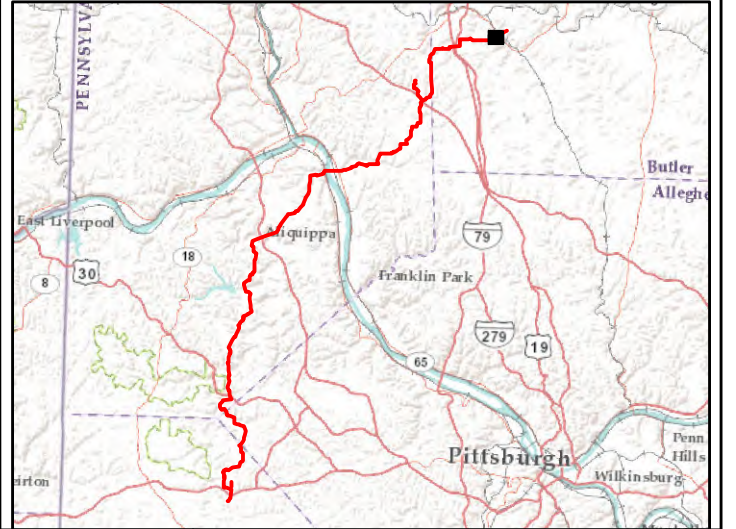 PENNSYLVA
Butler
Alleghe
East Liverpool
Aliquippa
79
18
30
8
Franklin Park
279
19
65
Pittsburgh
Penn
Hills
Wilkinsburg
eirton